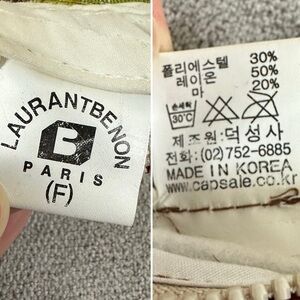 LAURANTBENON
B
PARIS
(F)
폴리에스텔 30%
레이온 50%
마 20%
손세탁
30℃
제조원:덕성사
전화:(02)752-6885
MADE IN KOREA
www.capsale.co.kr